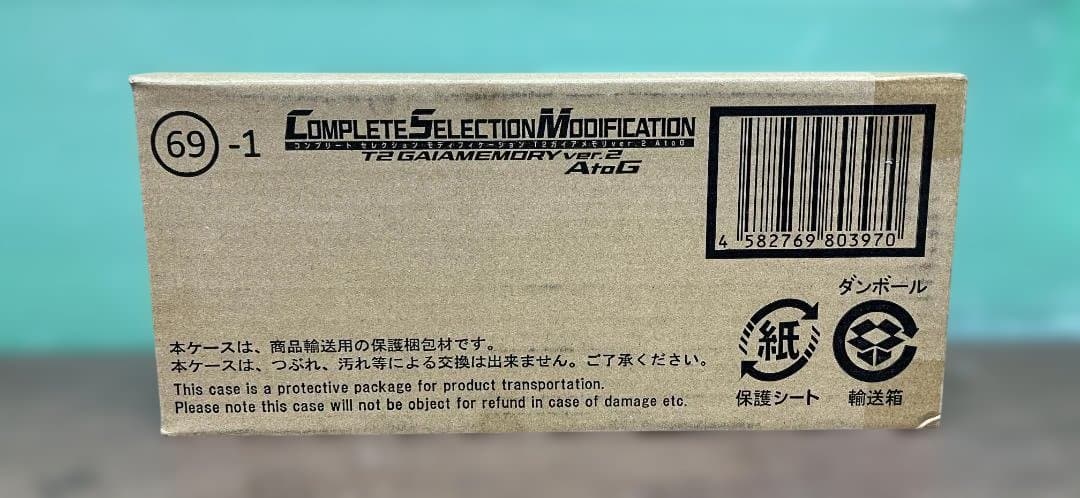 69 -1
COMPLETE SELECTION MODIFICATION
コンプリート セレクション モディフィケーション T2ガイアメモリver.2 AtoG
T2 GAIAMEMORY ver.2
AtoG
4 582769 803970
ダンボール
紙
保護シート
輸送箱
本ケースは、商品輸送用の保護梱包材です。
本ケースは、つぶれ、汚れ等による交換は出来ません。ご了承ください。
This case is a protective package for product transportation.
Please note this case will not be object for refund in case of damage etc.